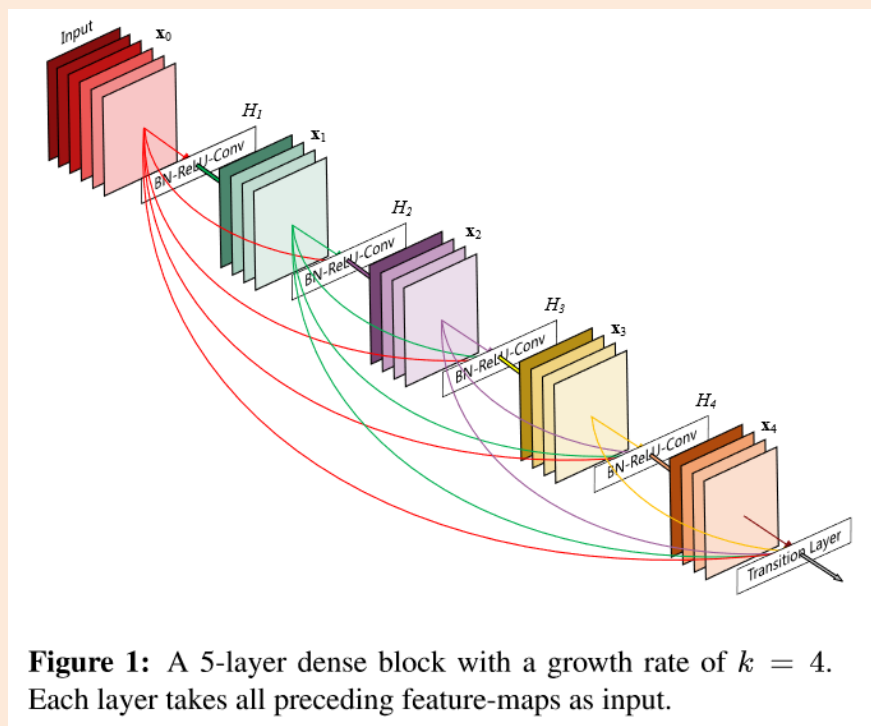 Input
x₀
H₁
BN-ReLU-Conv
x₁
H₂
BN-ReLU-Conv
x₂
H₃
BN-ReLU-Conv
x₃
H₄
BN-ReLU-Conv
x₄
Transition Layer
Figure 1: A 5-layer dense block with a growth rate of k = 4.
Each layer takes all preceding feature-maps as input.